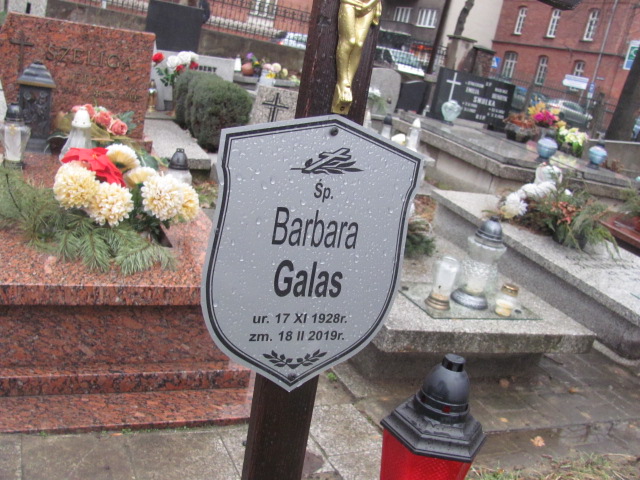 Śp.
Barbara
Galas
ur. 17 XI 1928r.
zm. 18 II 2019r.
SZELIGA